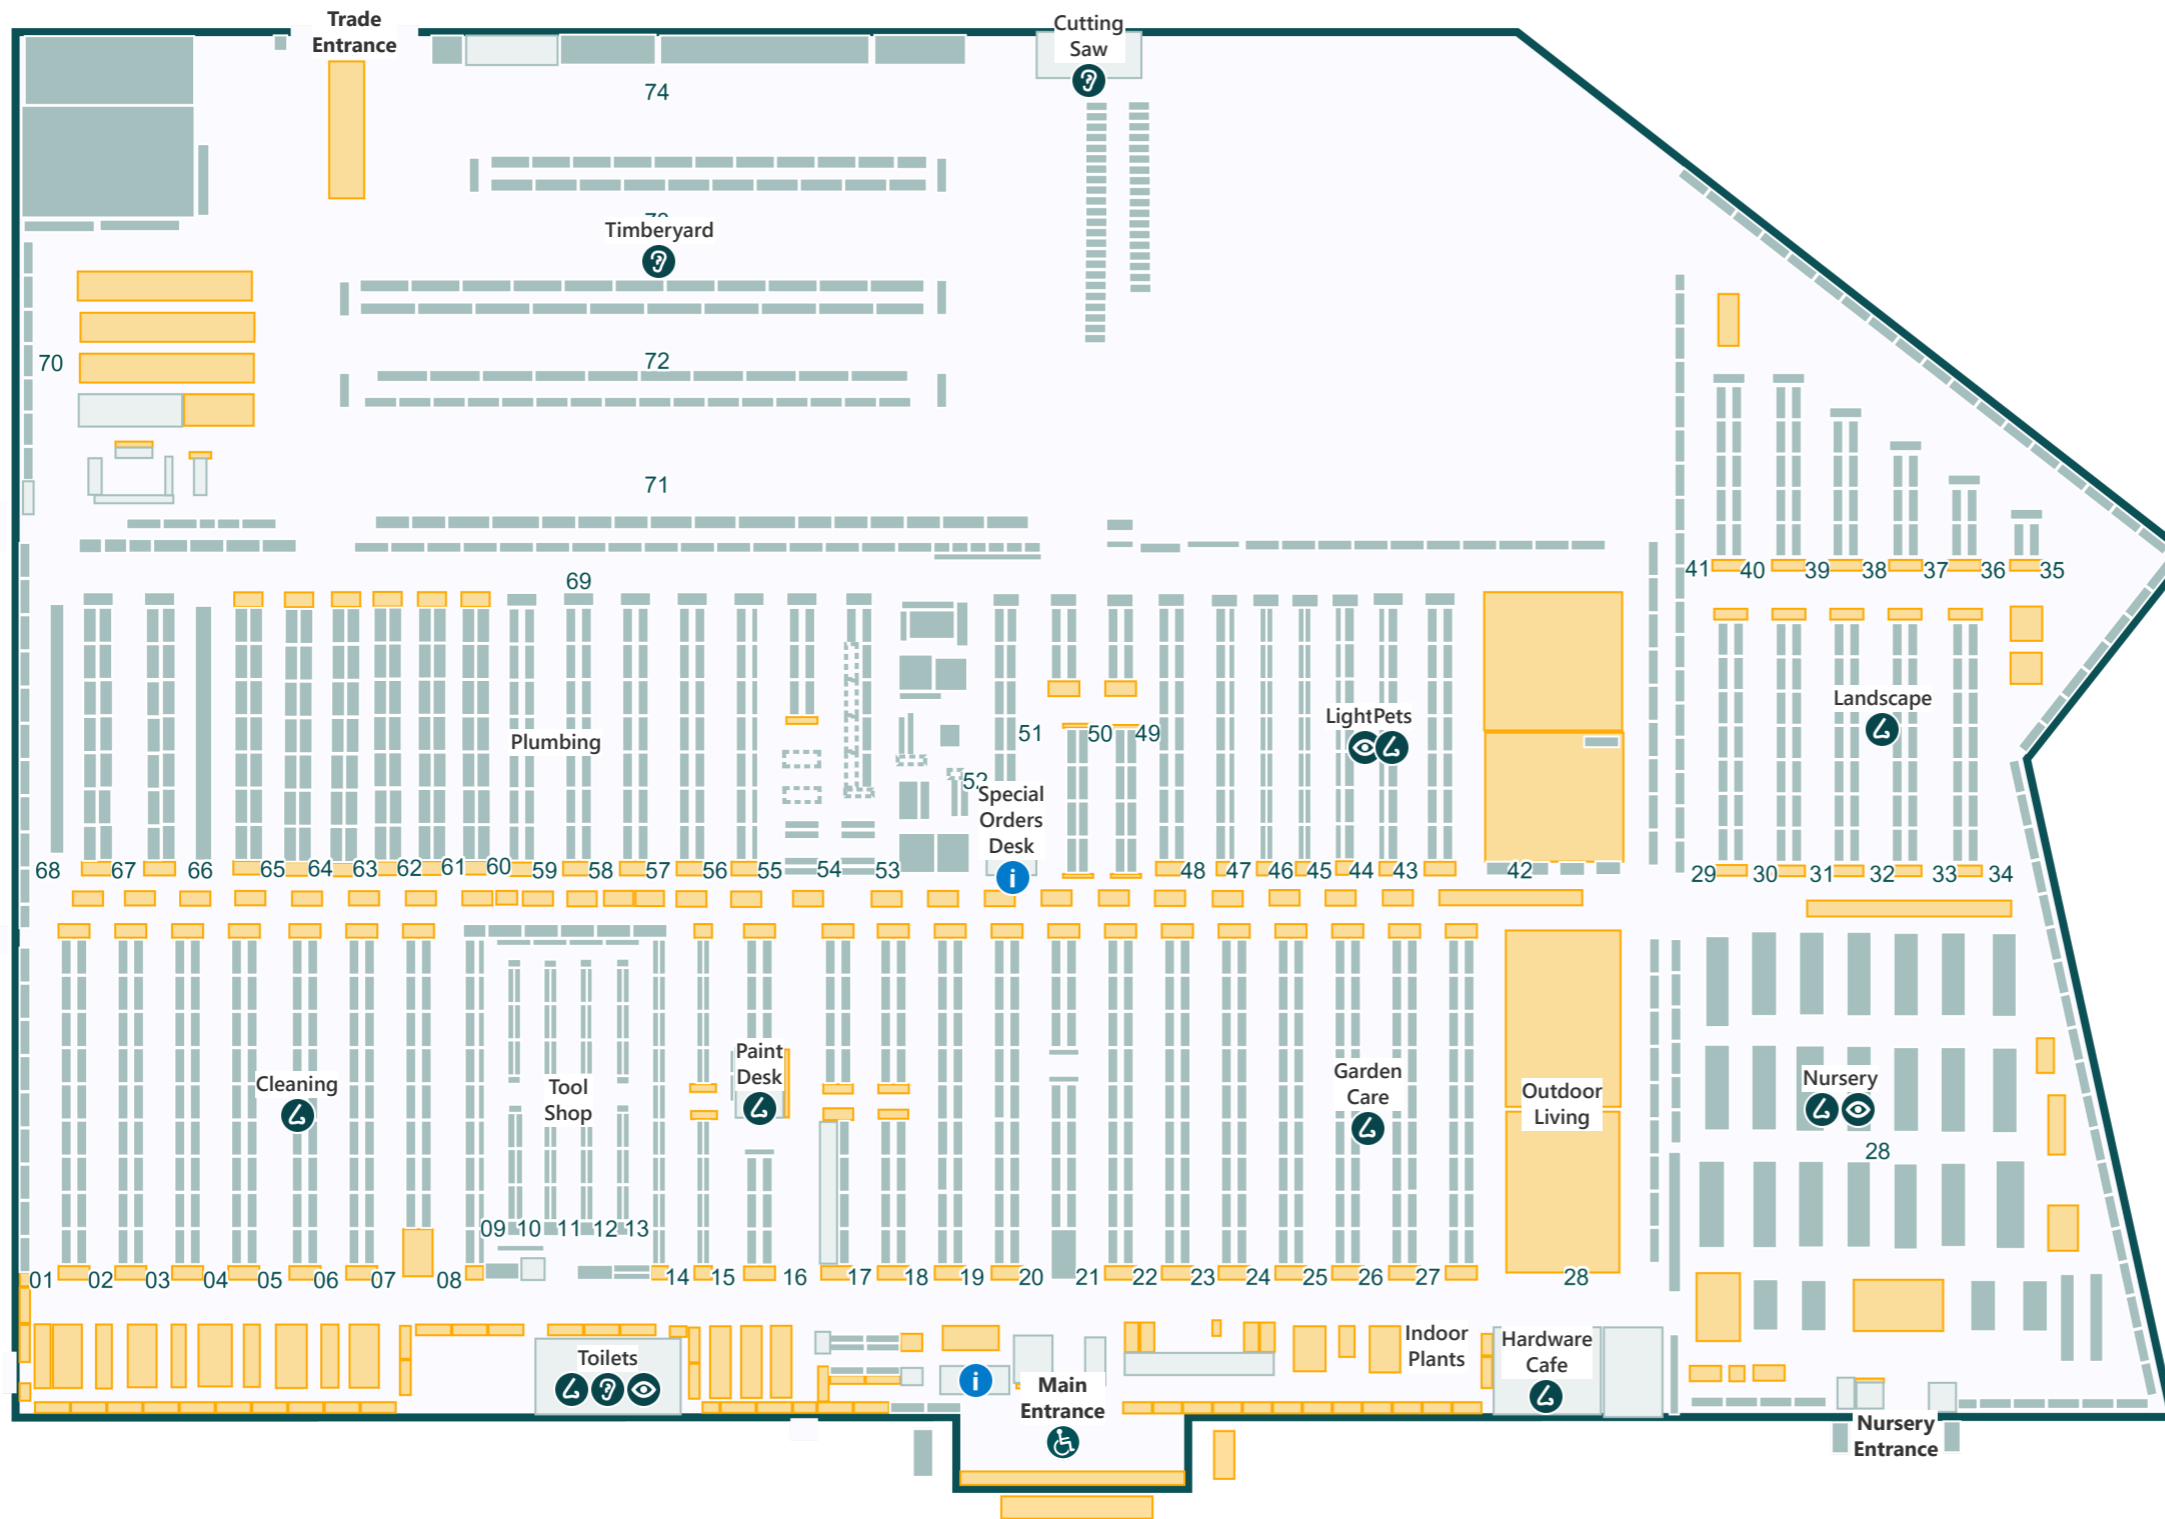 Trade
Entrance
Cutting
Saw
74
Timberyard
70
72
71
69
41 40 39 38 37 36 35
Landscape
Plumbing
51 50 49
LightPets
52
Special
Orders
Desk
68 67 66 65 64 63 62 61 60 59 58 57 56 55 54 53
48 47 46 45 44 43 42
29 30 31 32 33 34
Cleaning
Tool
Shop
Paint
Desk
Garden
Care
Outdoor
Living
Nursery
28
09 10 11 12 13
01 02 03 04 05 06 07 08 14 15 16 17 18 19 20 21 22 23 24 25 26 27 28
Toilets
Main
Entrance
Indoor
Plants
Hardware
Cafe
Nursery
Entrance